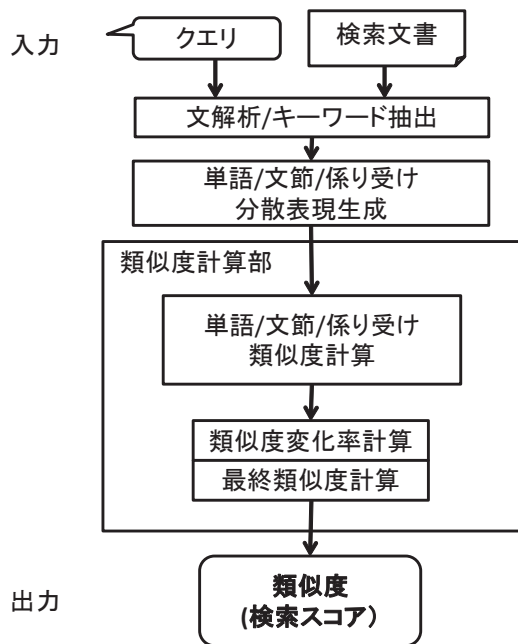 入力
クエリ
検索文書
文解析/キーワード抽出
単語/文節/係り受け
分散表現生成
類似度計算部
単語/文節/係り受け
類似度計算
類似度変化率計算
最終類似度計算
出力
類似度
(検索スコア)